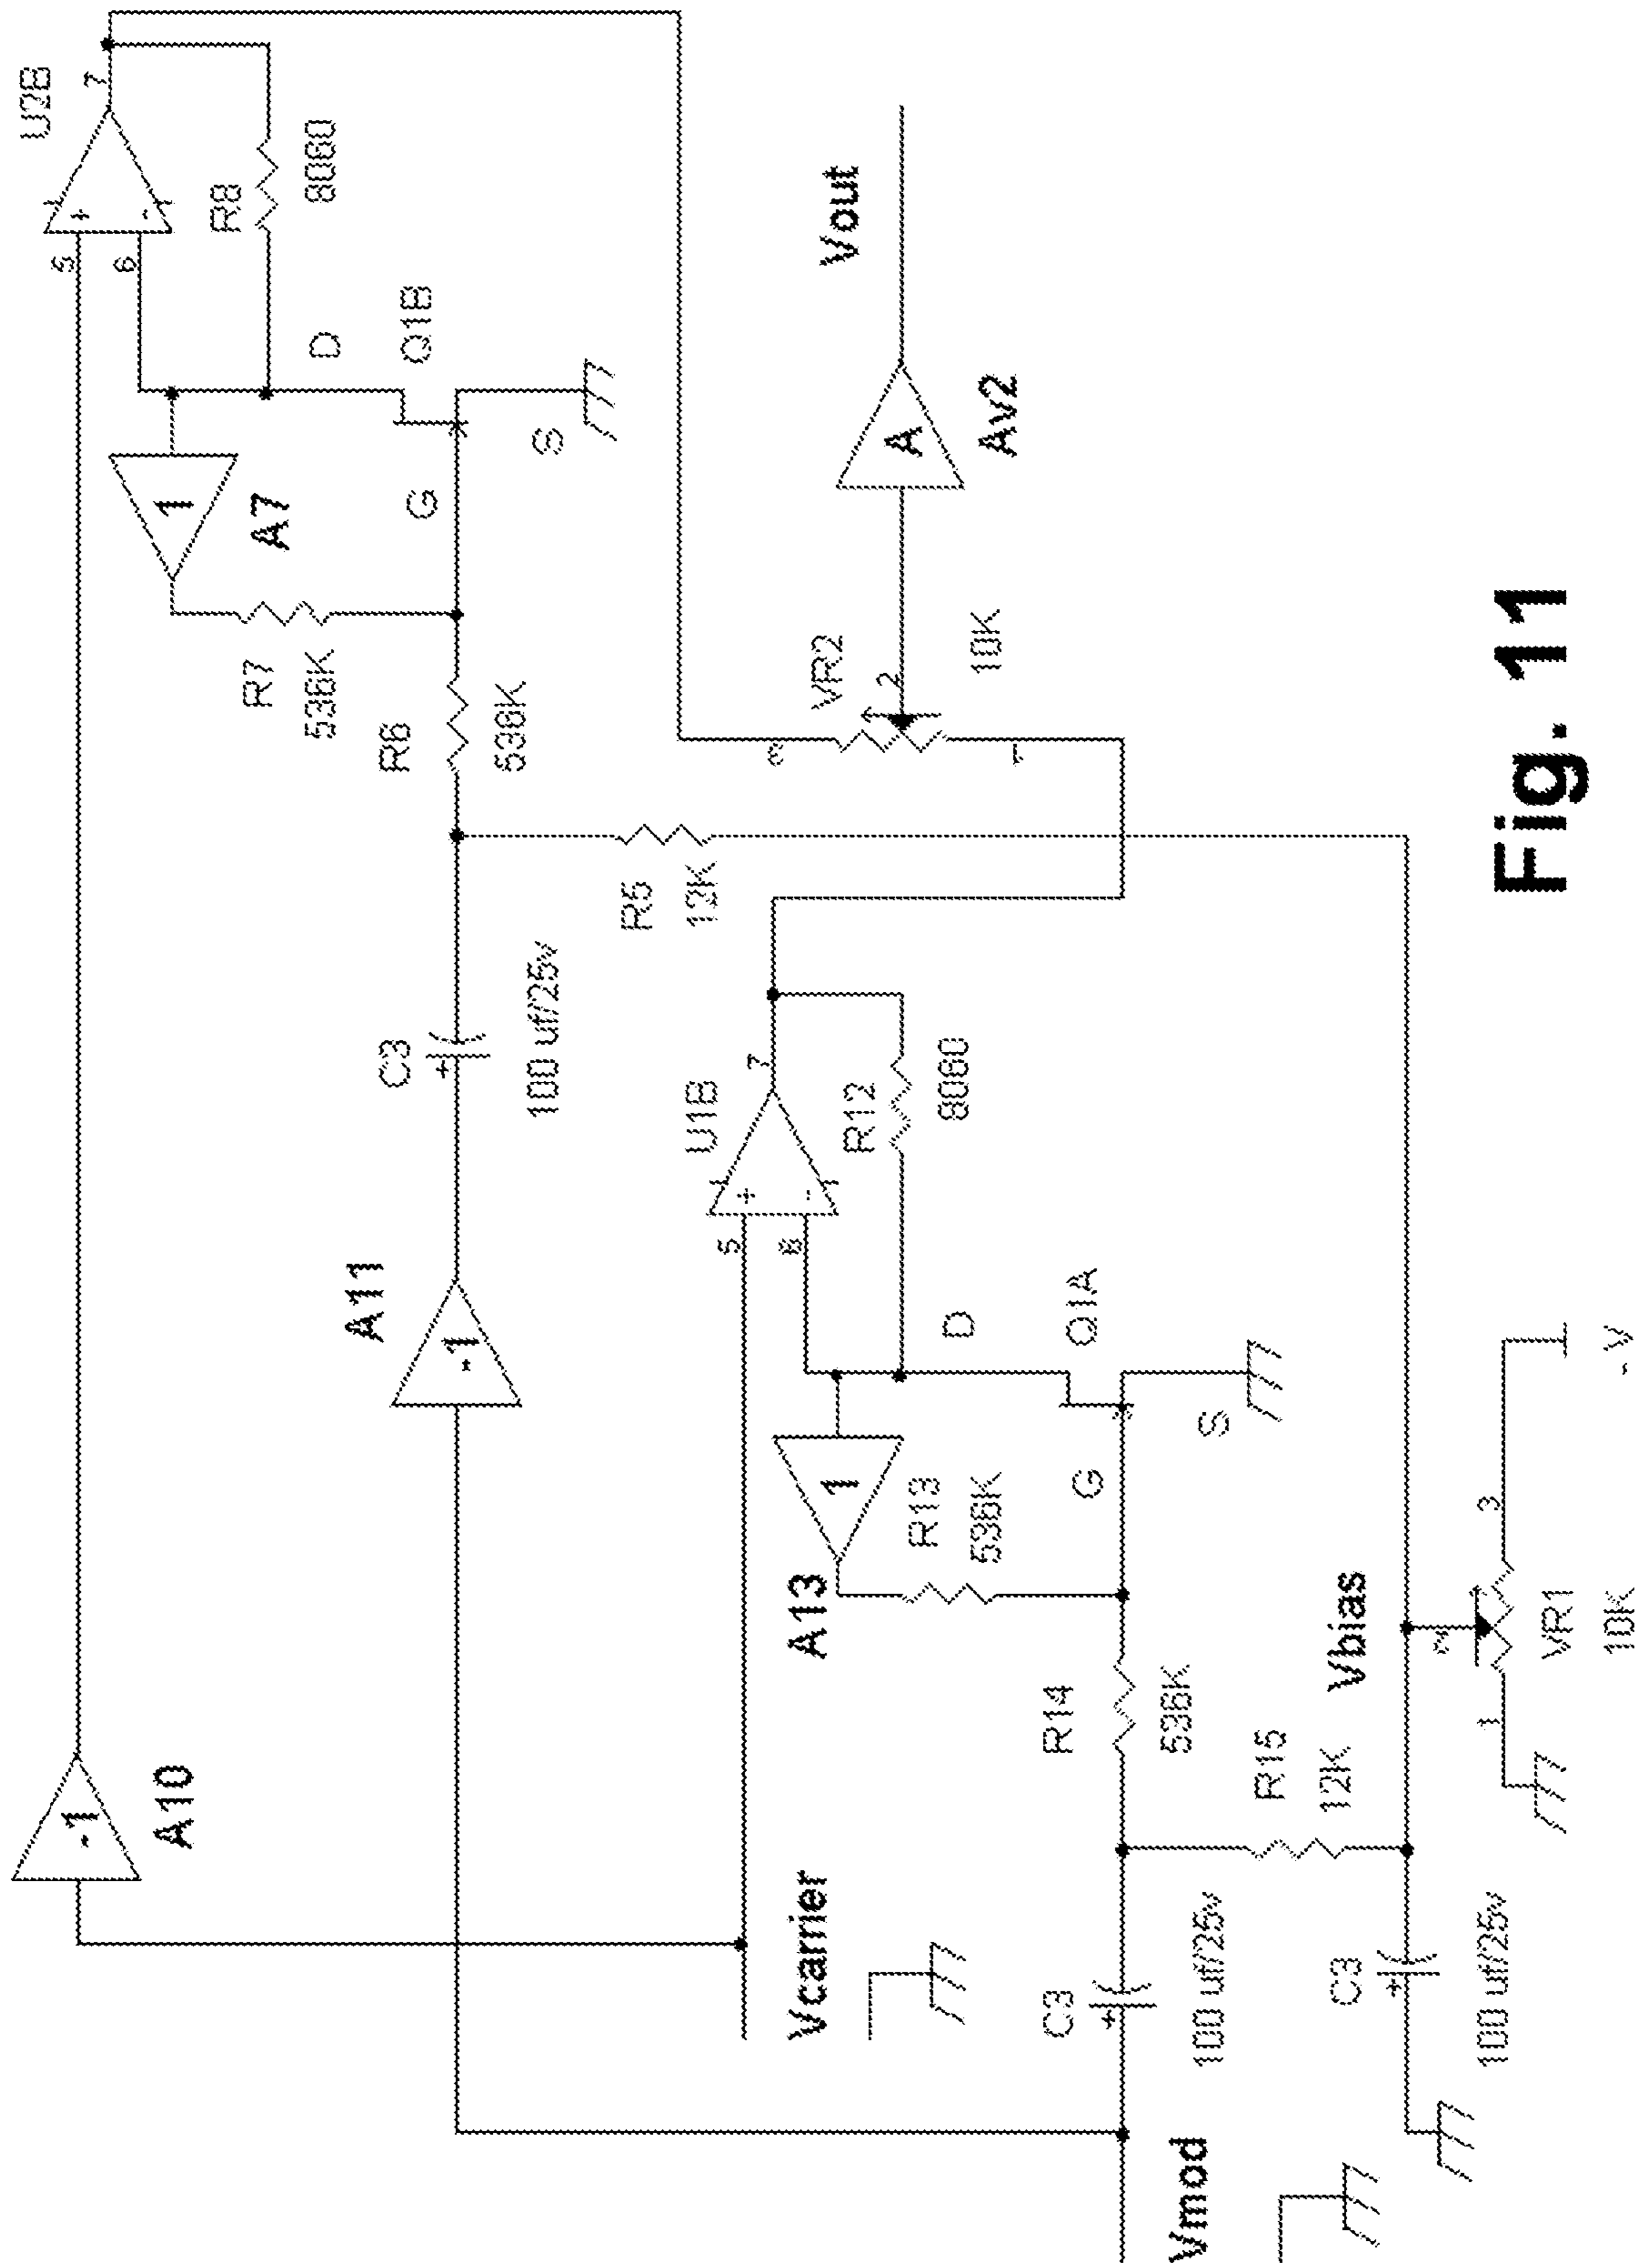 U2B
5
6
+
-
7
R8
8060
-1
A10
1
A7
R7
536K
D
Q1B
G
S
A11
-1
C3
+
100 uf/25v
R6
536K
R5
12K
U1B
5
6
+
-
7
R12
8060
Vcarrier
1
A13
R13
536K
D
Q1A
G
S
VR2
3
2
1
10K
A
Av2
Vout
Vmod
C3
+
100 uf/25v
R14
536K
R15
12K
Vbias
C3
+
100 uf/25v
1
2
3
VR1
10K
- V
Fig. 11